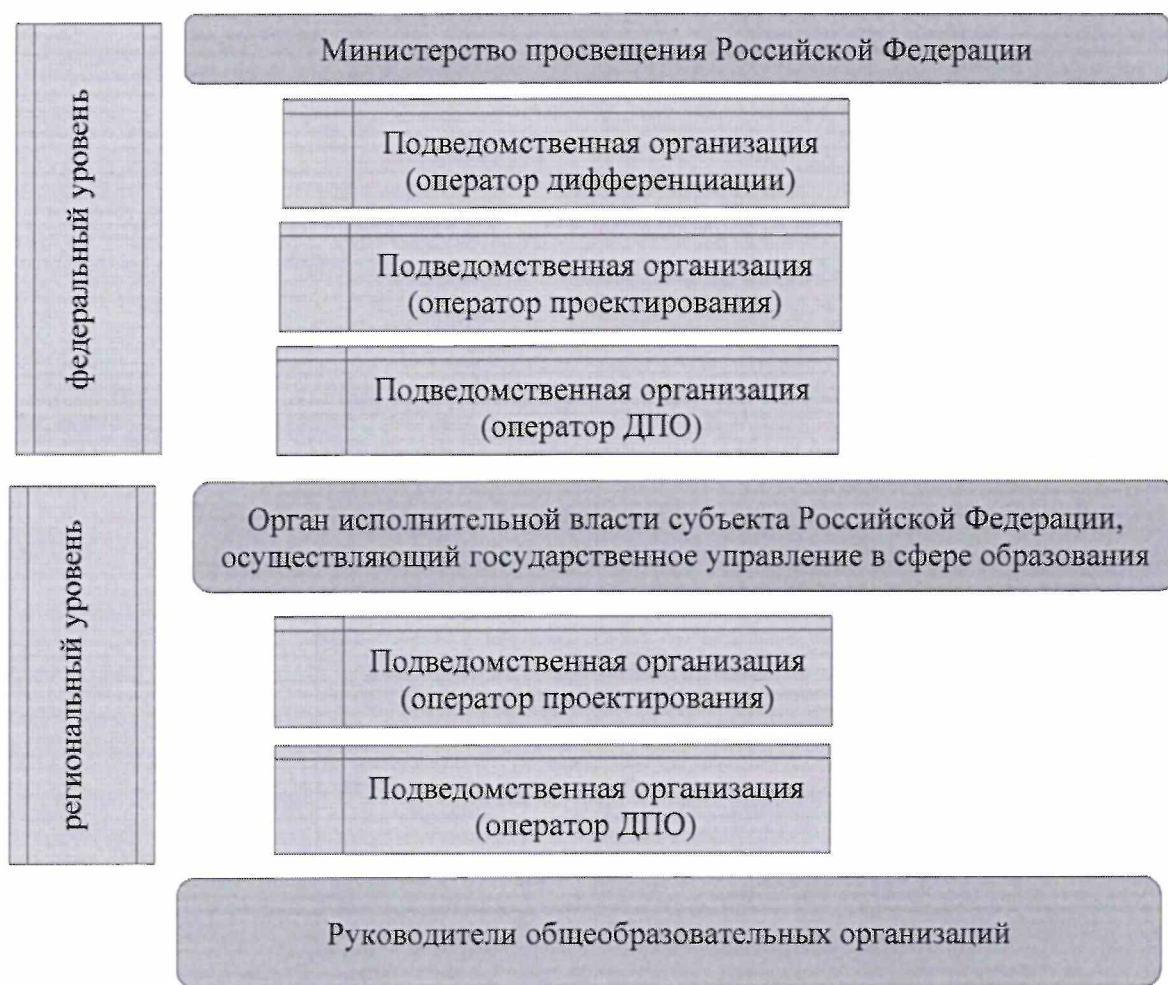 федеральный уровень
Министерство просвещения Российской Федерации
Подведомственная организация
(оператор дифференциации)
Подведомственная организация
(оператор проектирования)
Подведомственная организация
(оператор ДПО)
региональный уровень
Орган исполнительной власти субъекта Российской Федерации,
осуществляющий государственное управление в сфере образования
Подведомственная организация
(оператор проектирования)
Подведомственная организация
(оператор ДПО)
Руководители общеобразовательных организаций